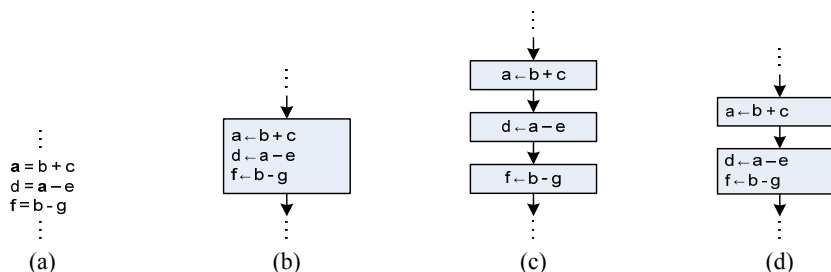 a = b + c
d = a – e
f = b - g
(a)
a ← b + c
d ← a – e
f ← b - g
(b)
a ← b + c
d ← a – e
f ← b - g
(c)
a ← b + c
d ← a – e
f ← b - g
(d)